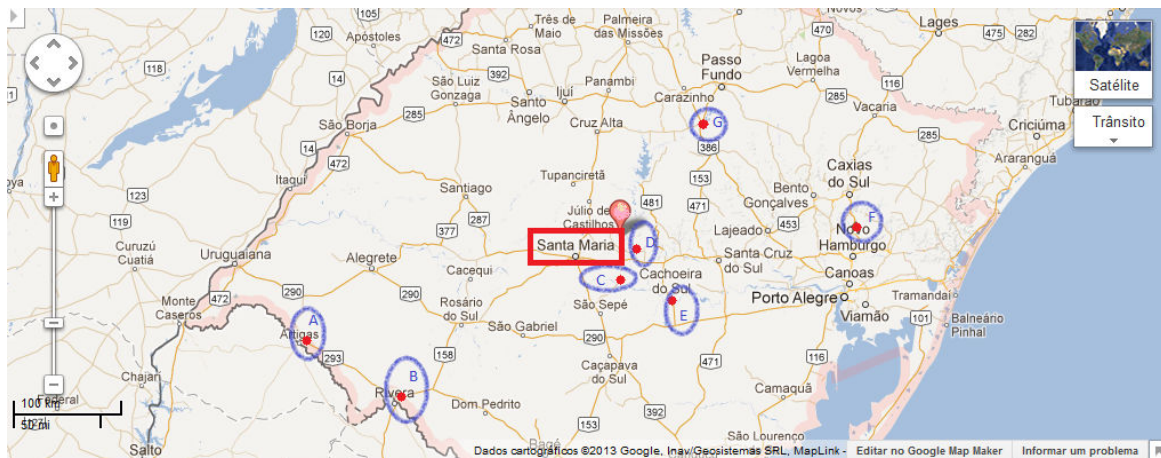 105
Três de
Maio
Palmeira
das Missões
470
Lages
475
282
120
Apóstoles
472
Santa Rosa
Lagoa
Vermelha
Passo
Fundo
Satélite
118
14
São Luiz
Gonzaga
392
Ijuí
Panambi
Carazinho
116
Tubarão
285
Santo
Ângelo
Vacaria
Trânsito
São Borja
Cruz Alta
G
285
Criciúma
14
472
386
Araranguá
Itaqui
Tupanciretã
153
Caxias
do Sul
123
Santiago
Júlio de
Castilhos
481
471
Bento
Gonçalves
119
287
453
F
377
Lajeado
Novo
Hamburgo
Curuzú
Cuatiá
Uruguaiana
Alegrete
Santa Maria
D
Santa Cruz
do Sul
Cacequi
C
Cachoeira
do Sul
Canoas
290
290
Porto Alegre
Tramandaí
Monte
Caseros
472
Rosário
do Sul
São Sepé
E
Viamão
101
Balneário
Pinhal
A
São Gabriel
290
Artigas
293
158
Caçapava
do Sul
471
116
Chajarí
B
Camaquã
Rivera
100 km
Federal
Dom Pedrito
392
50 mi
153
São Lourenço
Salto
Bagé
Dados cartográficos ©2013 Google, Inav/Geosistemas SRL, MapLink -
Editar no Google Map Maker
Informar um problema